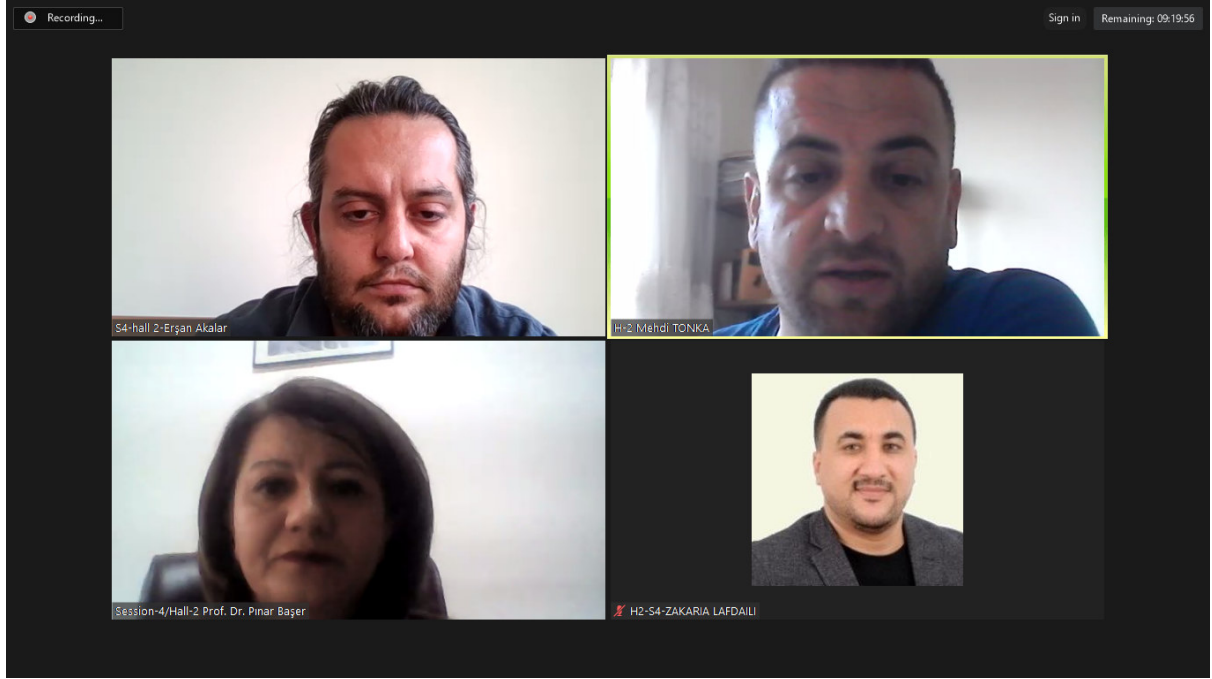 Recording...
Sign in
Remaining: 09:19:56
S4-hall 2-Erşan Akalar
H-2 Mehdi TONKA
Session-4/Hall-2 Prof. Dr. Pınar Başer
H2-S4-ZAKARIA LAFDAILI